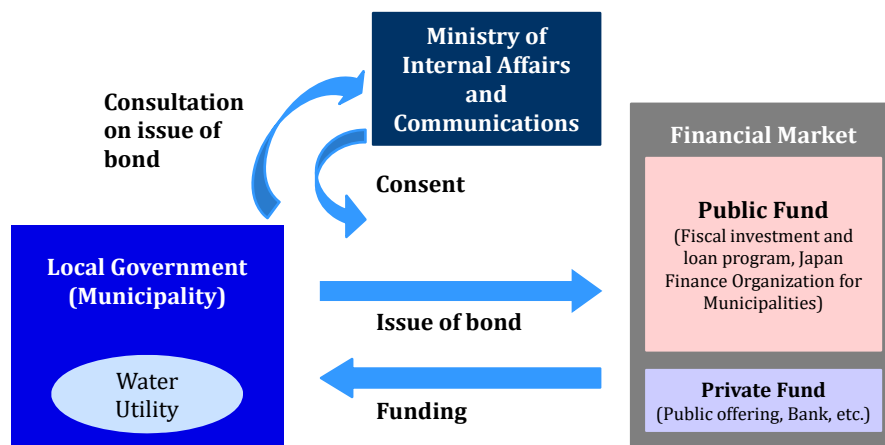 Ministry of
Internal Affairs
and
Communications
Consultation
on issue of
bond
Consent
Financial Market
Public Fund
(Fiscal investment and
loan program, Japan
Finance Organization for
Municipalities)
Local Government
(Municipality)
Issue of bond
Water
Utility
Funding
Private Fund
(Public offering, Bank, etc.)